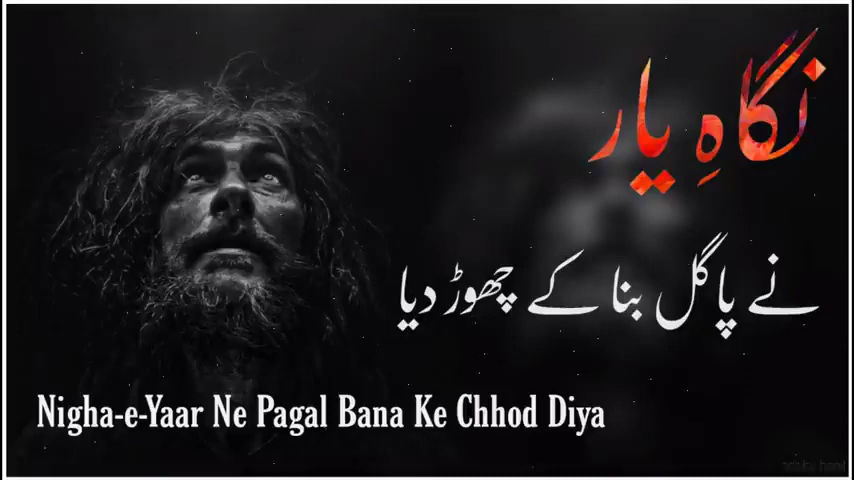 نگاہِ یار
نے پاگل بنا کے چھوڑ دیا
Nigha-e-Yaar Ne Pagal Bana Ke Chhod Diya